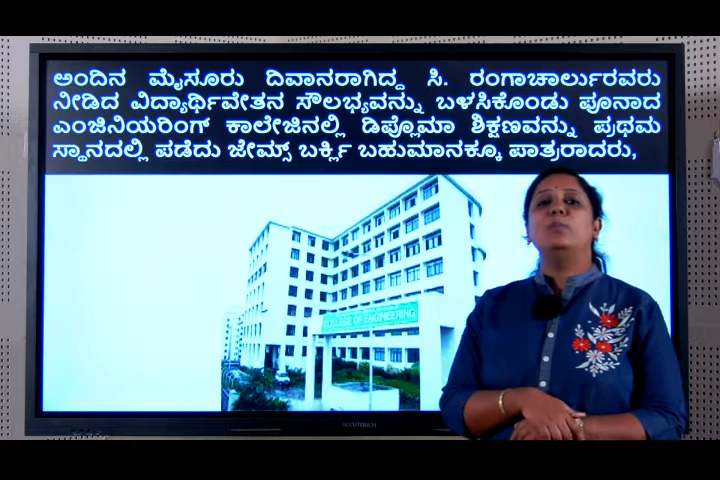 ಅಂದಿನ ಮೈಸೂರು ದಿವಾನರಾಗಿದ್ದ ಸಿ. ರಂಗಾಚಾರ್ಲುರವರು
ನೀಡಿದ ವಿದ್ಯಾರ್ಥಿವೇತನ ಸೌಲಭ್ಯವನ್ನು ಬಳಸಿಕೊಂಡು ಪೂನಾದ
ಎಂಜಿನಿಯರಿಂಗ್ ಕಾಲೇಜಿನಲ್ಲಿ ಡಿಪ್ಲೊಮಾ ಶಿಕ್ಷಣವನ್ನು ಪ್ರಥಮ
ಸ್ಥಾನದಲ್ಲಿ ಪಡೆದು ಜೇಮ್ಸ್ ಬರ್ಕ್ಲಿ ಬಹುಮಾನಕ್ಕೂ ಪಾತ್ರರಾದರು,
COLLEGE OF ENGINEERING
ACCUTOUCH